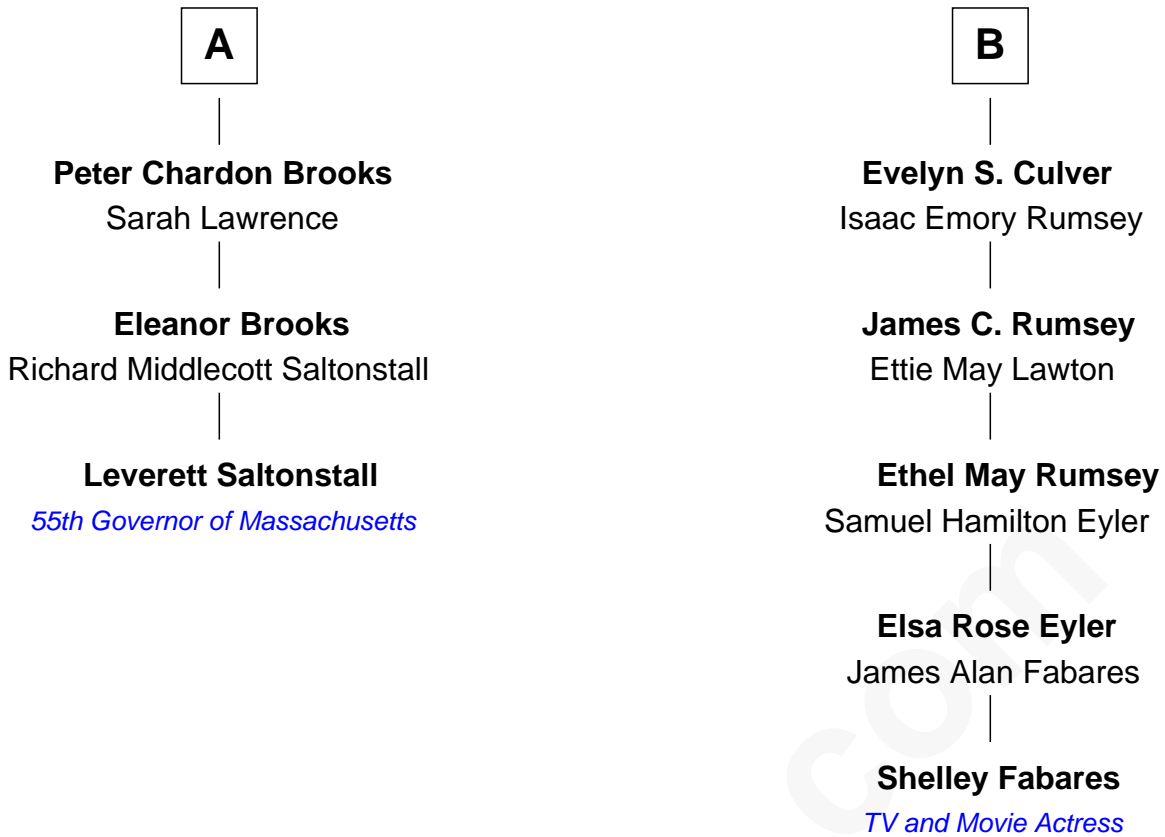 A
Peter Chardon Brooks
Sarah Lawrence
Eleanor Brooks
Richard Middlecott Saltonstall
Leverett Saltonstall
55th Governor of Massachusetts
B
Evelyn S. Culver
Isaac Emory Rumsey
James C. Rumsey
Ettie May Lawton
Ethel May Rumsey
Samuel Hamilton Eyler
Elsa Rose Eyler
James Alan Fabares
Shelley Fabares
TV and Movie Actress
com